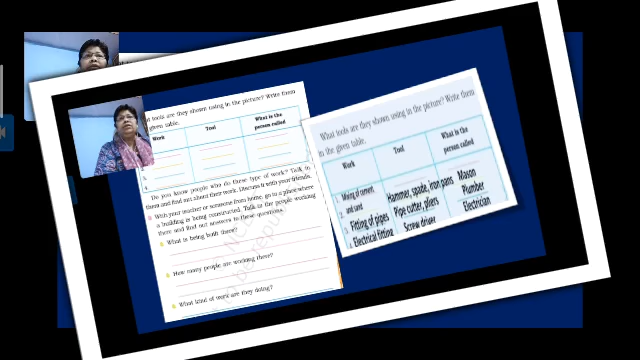 t tools are they shown using in the picture? Write them
given table.
Work
Tool
What is the
person called
3.
4
Do you know people who do these type of work? Talk to
them and find out about their work. Discuss it with your friends.
With your teacher or someone from home, go to a place where
a building is being constructed. Talk to the people working
there and find out answers to these questions.
What is being built there?
How many people are working there?
What kind of work are they doing?
What tools are they shown using in the picture? Write them
in the given table.
Work
Tool
What is the
person called
Mixing of cement
and sand
Hammer, spade, iron pans
Mason
Fitting of pipes
Pipe cutter, pliers
Plumber
Electrical fitting
Screw driver
Electrician